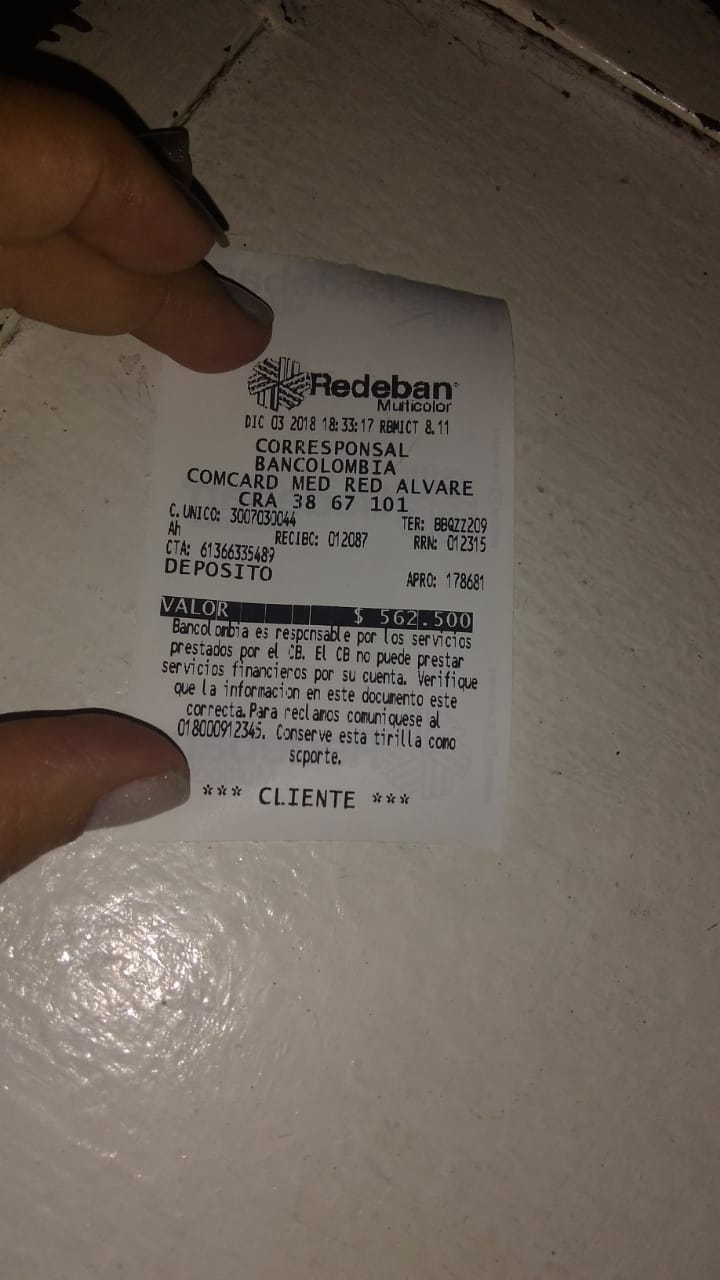 Redeban
Multicolor
DIC 03 2018 18:33:17 RBMICT 8.11
CORRESPONSAL
BANCOLOMBIA
COMCARD MED RED ALVARE
CRA 38 67 101
C. UNICO: 3007030044 TER: BBQZZ209
Ah RECIBO: 012087 RRN: 012315
CTA: 61366335489
DEPOSITO APRO: 178681
VALOR $ 562.500
Bancolombia es responsable por los servicios
prestados por el CB. El CB no puede prestar
servicios financieros por su cuenta. Verifique
que la informacion en este documento este
correcta. Para reclamos comuniquese al
018000912345. Conserve esta tirilla como
soporte.
*** CLIENTE ***